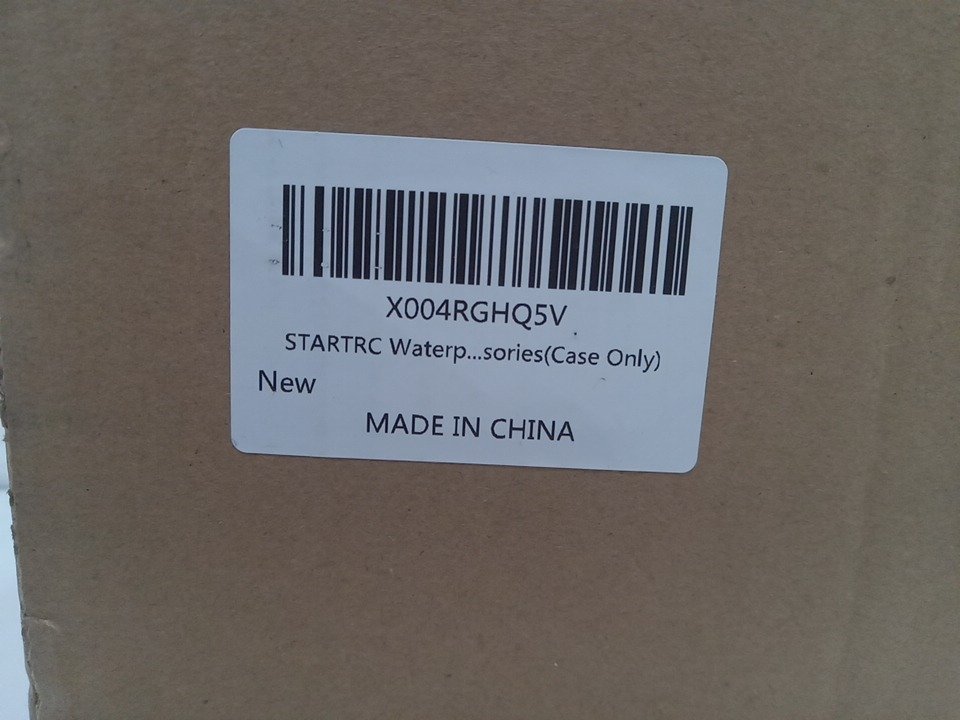 X004RGHQ5V
STARTRC Waterp...sories(Case Only)
New
MADE IN CHINA